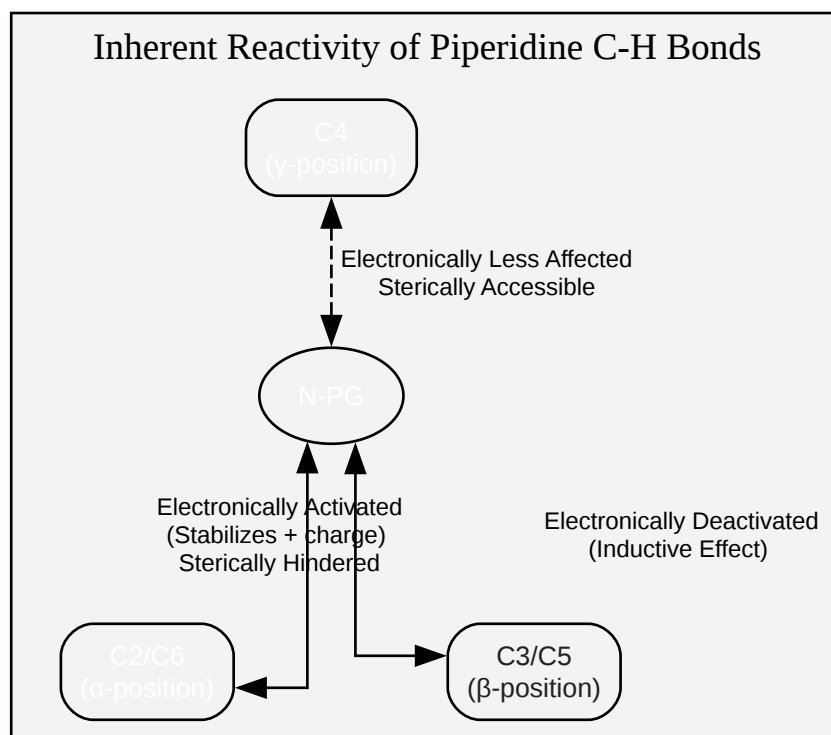 Inherent Reactivity of Piperidine C-H Bonds
C4
(γ-position)
Electronically Less Affected
Sterically Accessible
N-PG
Electronically Activated
(Stabilizes + charge)
Sterically Hindered
Electronically Deactivated
(Inductive Effect)
C2/C6
(α-position)
C3/C5
(β-position)